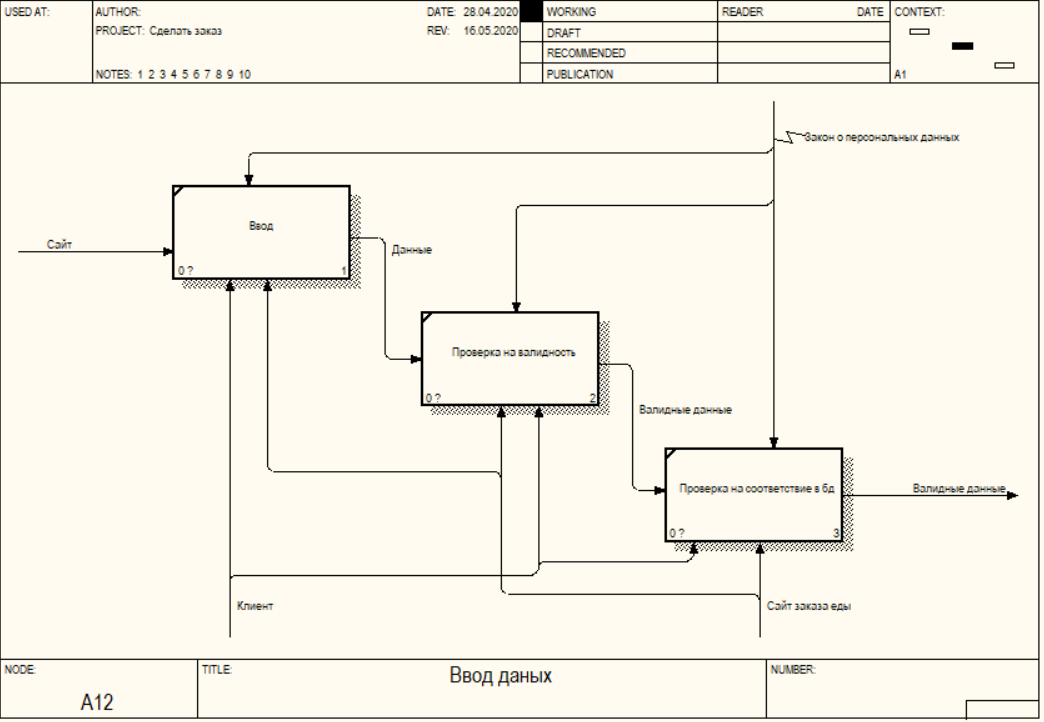 USED AT:
AUTHOR:
DATE: 28.04.2020
WORKING
READER
DATE
CONTEXT:
PROJECT: Сделать заказ
REV: 16.05.2020
DRAFT
RECOMMENDED
NOTES: 1 2 3 4 5 6 7 8 9 10
PUBLICATION
A1
Закон о персональных данных
Ввод
Сайт
Данные
0 ?
1
Проверка на валидность
0 ?
2
Валидные данные
Проверка на соответствие в бд
Валидные данные
0 ?
3
Клиент
Сайт заказа еды
NODE:
TITLE:
Ввод даных
NUMBER:
A12